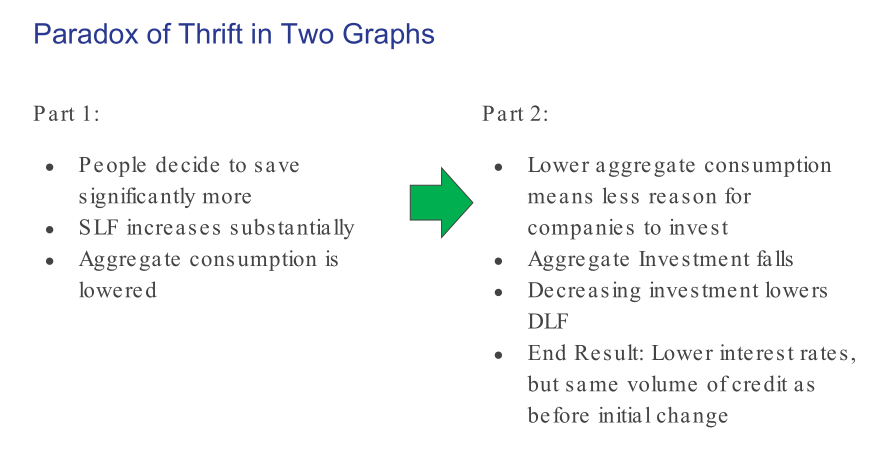 Paradox of Thrift in Two Graphs
Part 1:
● People decide to save
significantly more
● SLF increases substantially
● Aggregate consumption is
lowered
Part 2:
● Lower aggregate consumption
means less reason for
companies to invest
● Aggregate Investment falls
● Decreasing investment lowers
DLF
● End Result: Lower interest rates,
but same volume of credit as
before initial change